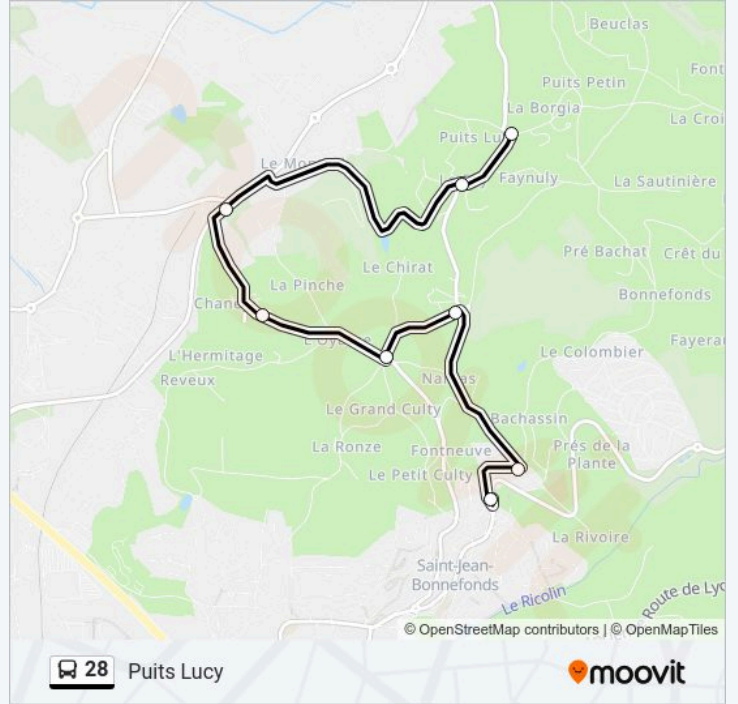 Beuclas
Puits Petin
Font
La Borgia
La Croi
Puits Lu
Le Mon
Faynuly
La Sautinière
Pré Bachat
Crêt du
Le Chirat
La Pinche
Bonnefonds
Chane
L'Hermitage
Le Colombier
Fayera
Reveux
Le Grand Culty
Bachassin
La Ronze
Fontneuve
Prés de la
Plante
Le Petit Culty
La Rivoire
Saint-Jean-
Bonnefonds
Le Ricolin
Route de Lyo
© OpenStreetMap contributors | © OpenMapTiles
28 Puits Lucy
moovit